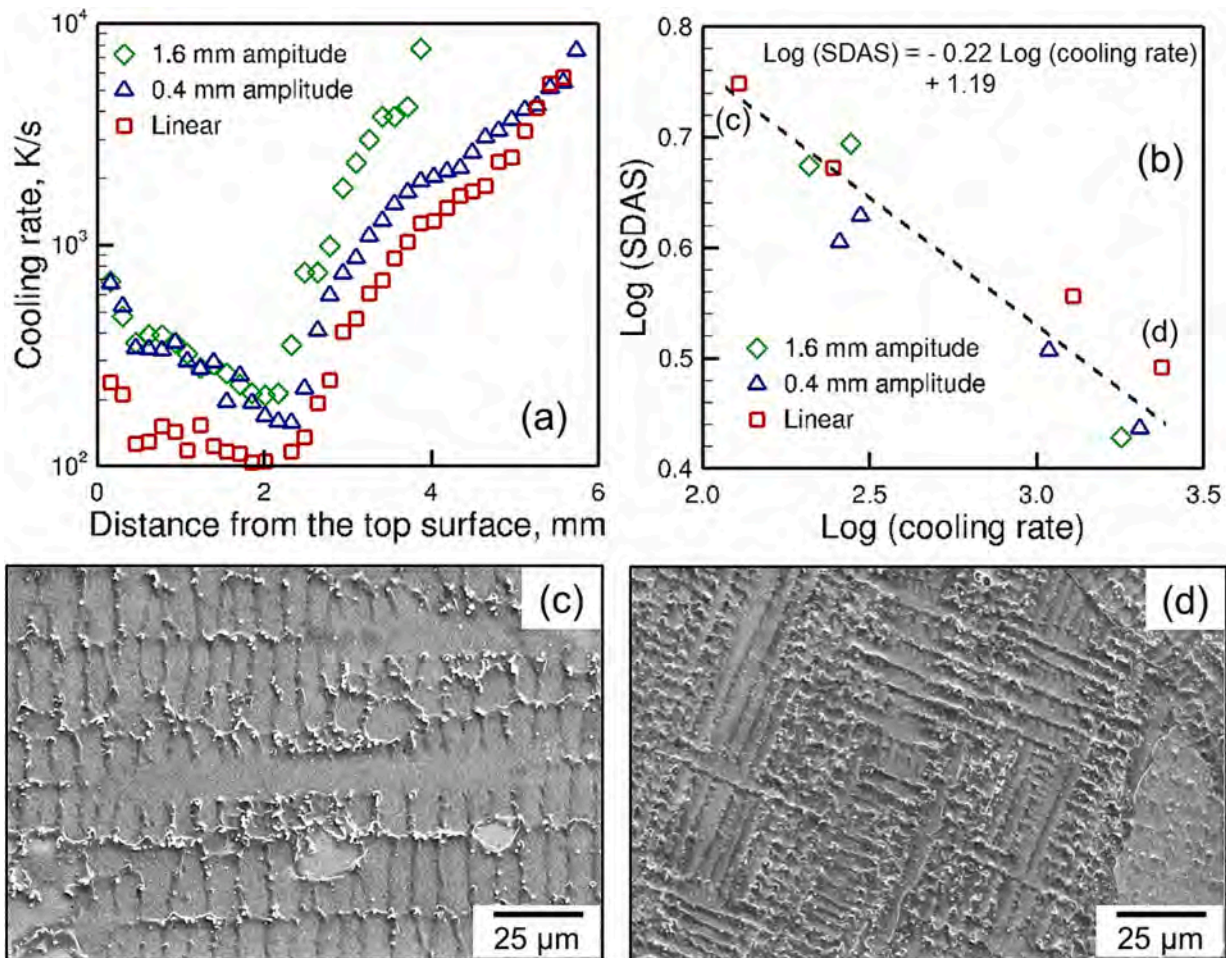 10⁴
10³
10²
Cooling rate, K/s
1.6 mm ampitude
0.4 mm amplitude
Linear
(a)
0
2
4
6
Distance from the top surface, mm
0.8
0.7
0.6
0.5
0.4
Log (SDAS)
Log (SDAS) = - 0.22 Log (cooling rate)
+ 1.19
(c)
(b)
(d)
1.6 mm ampitude
0.4 mm amplitude
Linear
2.0
2.5
3.0
3.5
Log (cooling rate)
(c)
25 µm
(d)
25 µm